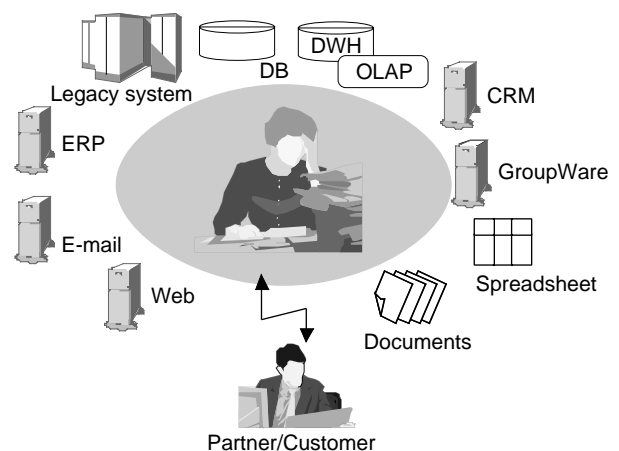 DWH
OLAP
DB
Legacy system
CRM
ERP
GroupWare
E-mail
Spreadsheet
Web
Documents
Partner/Customer